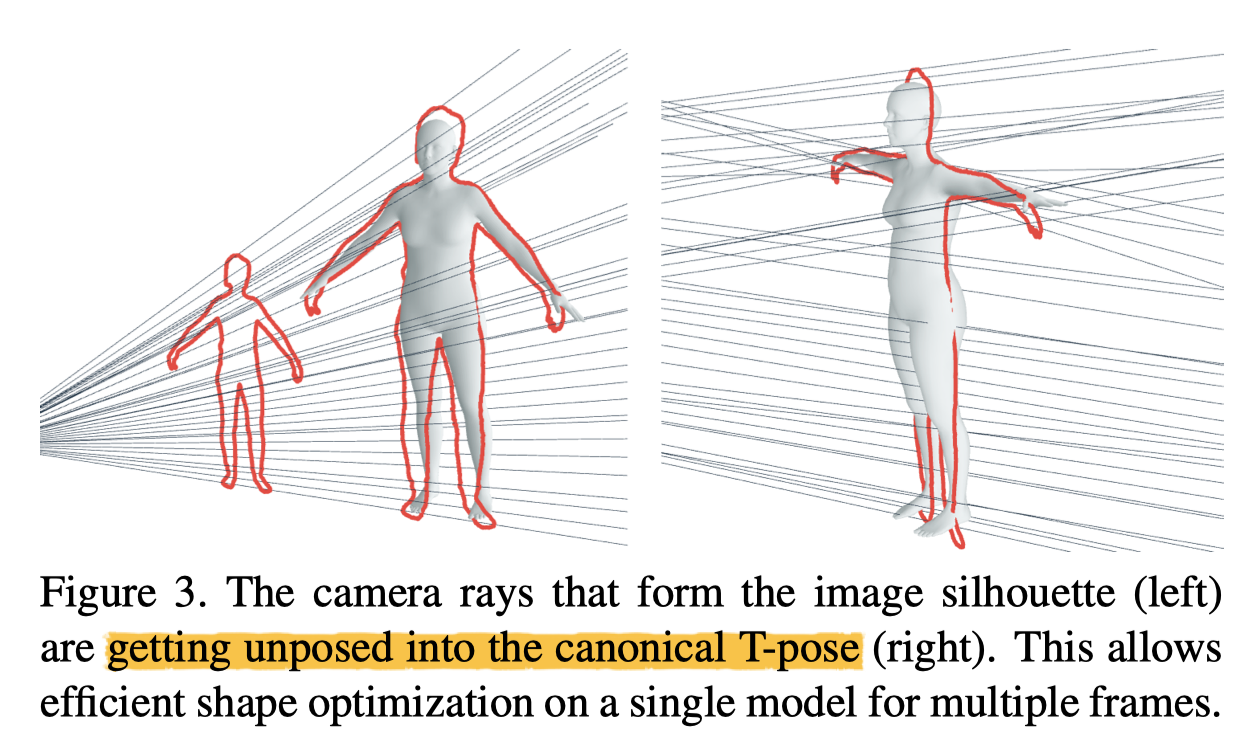 Figure 3. The camera rays that form the image silhouette (left)
are getting unposed into the canonical T-pose (right). This allows
efficient shape optimization on a single model for multiple frames.